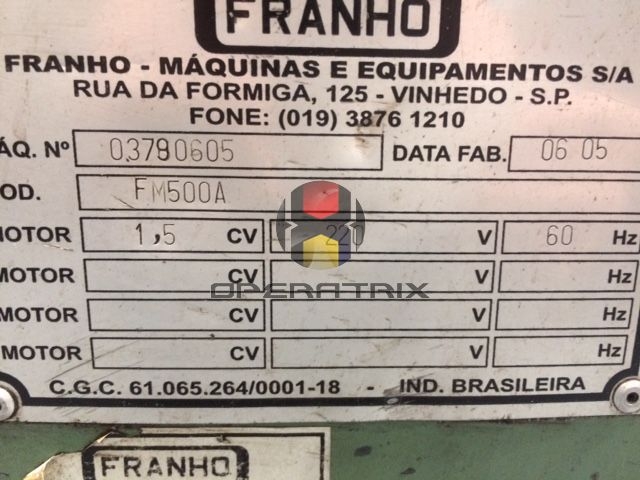 FRANHO
FRANHO - MÁQUINAS E EQUIPAMENTOS S/A
RUA DA FORMIGA, 125 - VINHEDO - S.P.
FONE: (019) 3876 1210
ÁQ. Nº 03790605 DATA FAB. 06 05
OD. FM500A
MOTOR 1,5 CV 220 V 60 Hz
MOTOR CV V Hz
MOTOR CV V Hz
MOTOR CV V Hz
OPERATRIX
C.G.C. 61.065.264/0001-18 - IND. BRASILEIRA
FRANHO